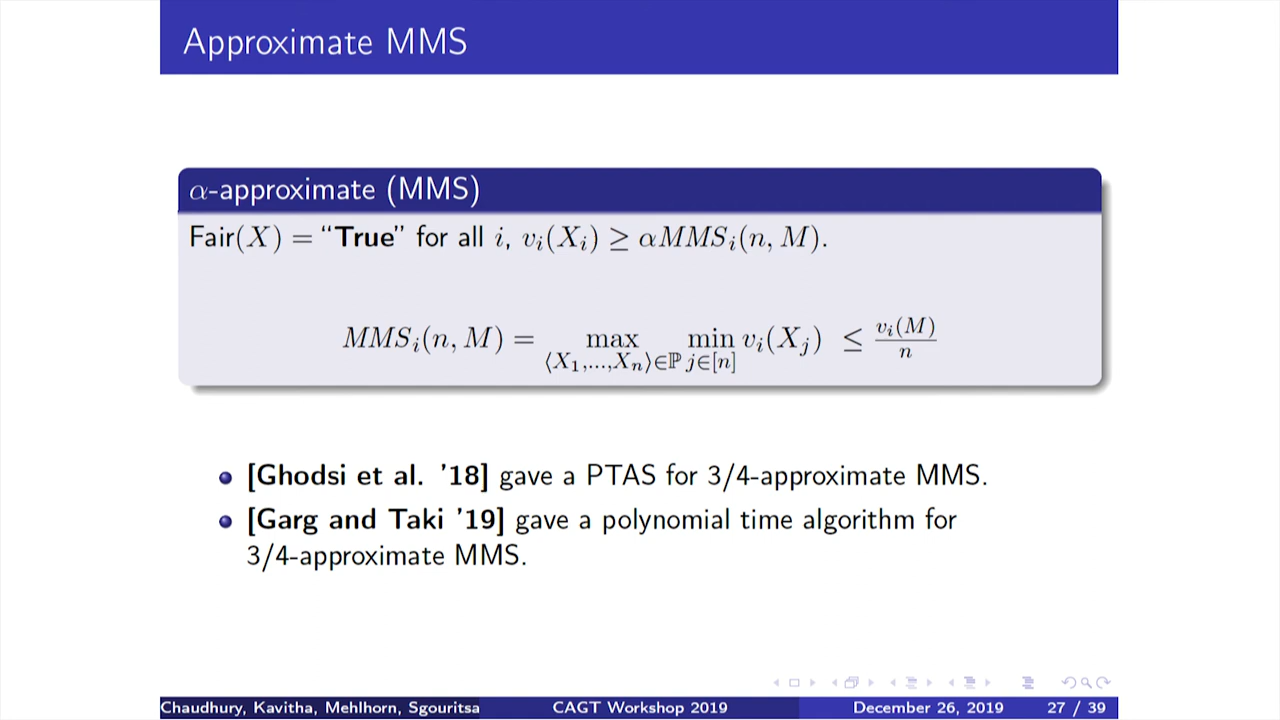 Approximate MMS
α-approximate (MMS)
Fair(X) = “True” for all i, v_i(X_i) ≥ αMMS_i(n, M).
MMS_i(n, M) = max_{⟨X_1,...,X_n⟩∈ℙ} min_{j∈[n]} v_i(X_j) ≤ v_i(M)/n
[Ghodsi et al. ’18] gave a PTAS for 3/4-approximate MMS.
[Garg and Taki ’19] gave a polynomial time algorithm for
3/4-approximate MMS.
Chaudhury, Kavitha, Mehlhorn, Sgouritsa CAGT Workshop 2019 December 26, 2019 27 / 39